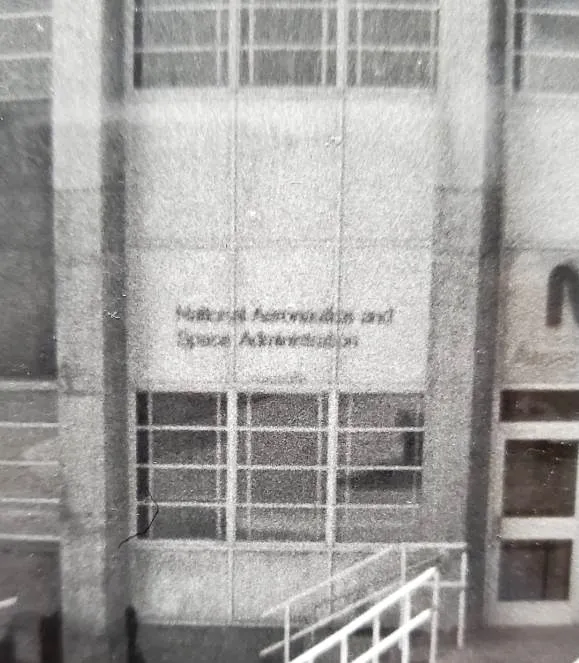 National Aeronautics and
Space Administration